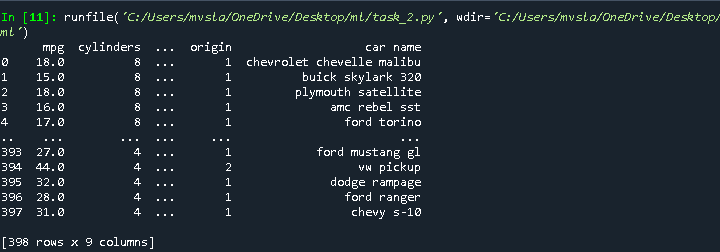 In [11]: runfile('C:/Users/mvsla/OneDrive/Desktop/ml/task_2.py', wdir='C:/Users/mvsla/OneDrive/Desktop/
ml')
mpg cylinders ... origin car name
0 18.0 8 ... 1 chevrolet chevelle malibu
1 15.0 8 ... 1 buick skylark 320
2 18.0 8 ... 1 plymouth satellite
3 16.0 8 ... 1 amc rebel sst
4 17.0 8 ... 1 ford torino
.. ... ... ... ... ...
393 27.0 4 ... 1 ford mustang gl
394 44.0 4 ... 2 vw pickup
395 32.0 4 ... 1 dodge rampage
396 28.0 4 ... 1 ford ranger
397 31.0 4 ... 1 chevy s-10
[398 rows x 9 columns]